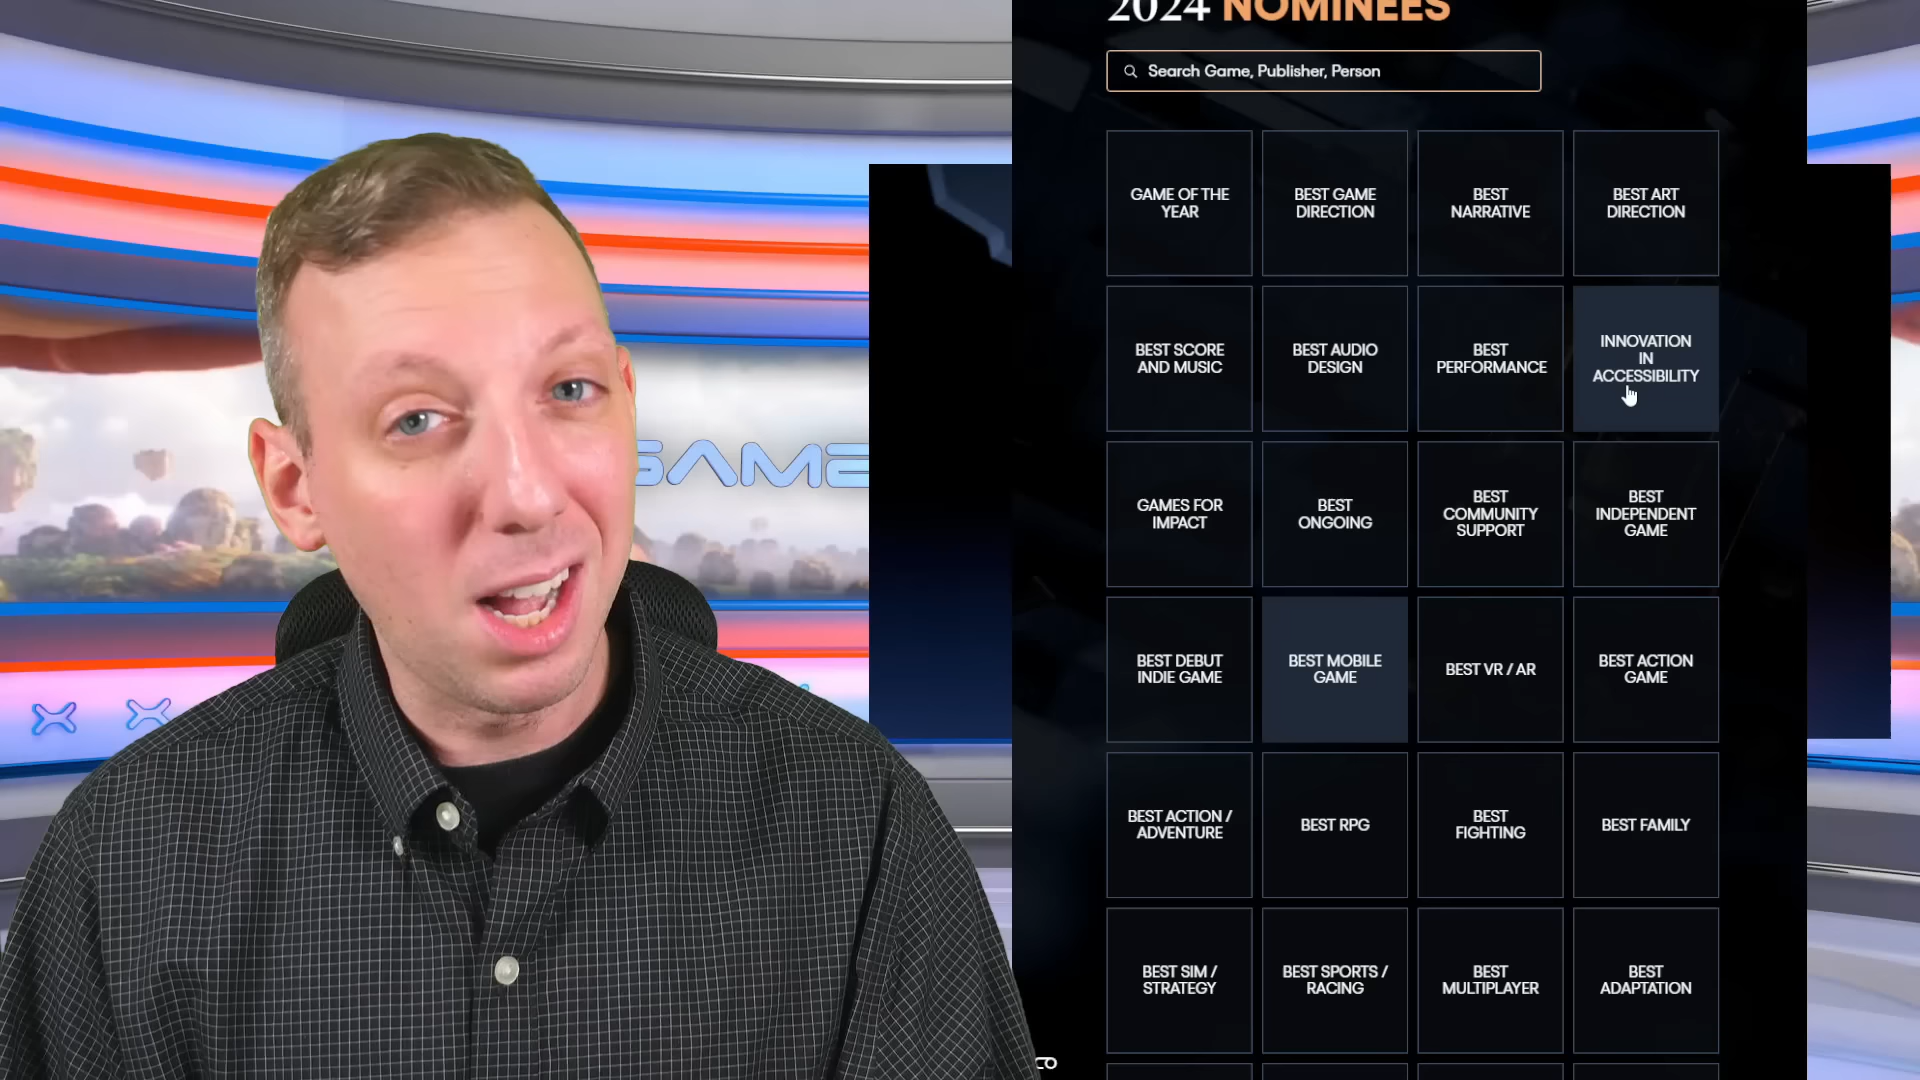 2024 NOMINEES
Search Game, Publisher, Person
GAME OF THE
YEAR
BEST GAME
DIRECTION
BEST
NARRATIVE
BEST ART
DIRECTION
BEST SCORE
AND MUSIC
BEST AUDIO
DESIGN
BEST
PERFORMANCE
INNOVATION
IN
ACCESSIBILITY
GAMES FOR
IMPACT
BEST
ONGOING
BEST
COMMUNITY
SUPPORT
BEST
INDEPENDENT
GAME
BEST DEBUT
INDIE GAME
BEST MOBILE
GAME
BEST VR / AR
BEST ACTION
GAME
BEST ACTION /
ADVENTURE
BEST RPG
BEST
FIGHTING
BEST FAMILY
BEST SIM /
STRATEGY
BEST SPORTS /
RACING
BEST
MULTIPLAYER
BEST
ADAPTATION
GAME